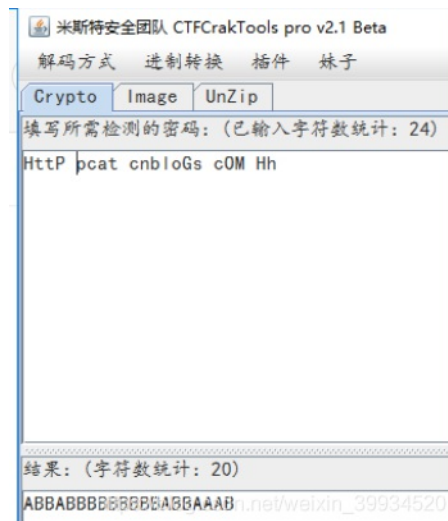 米斯特安全团队 CTFCrakTools pro v2.1 Beta
解码方式 进制转换 插件 妹子
Crypto Image UnZip
填写所需检测的密码: (已输入字符数统计: 24)
HttP pcat cnbloGs cOM Hh
结果: (字符数统计: 20)
ABBABBBBBBBBBABBAAAB
n.net/weixin_39934520